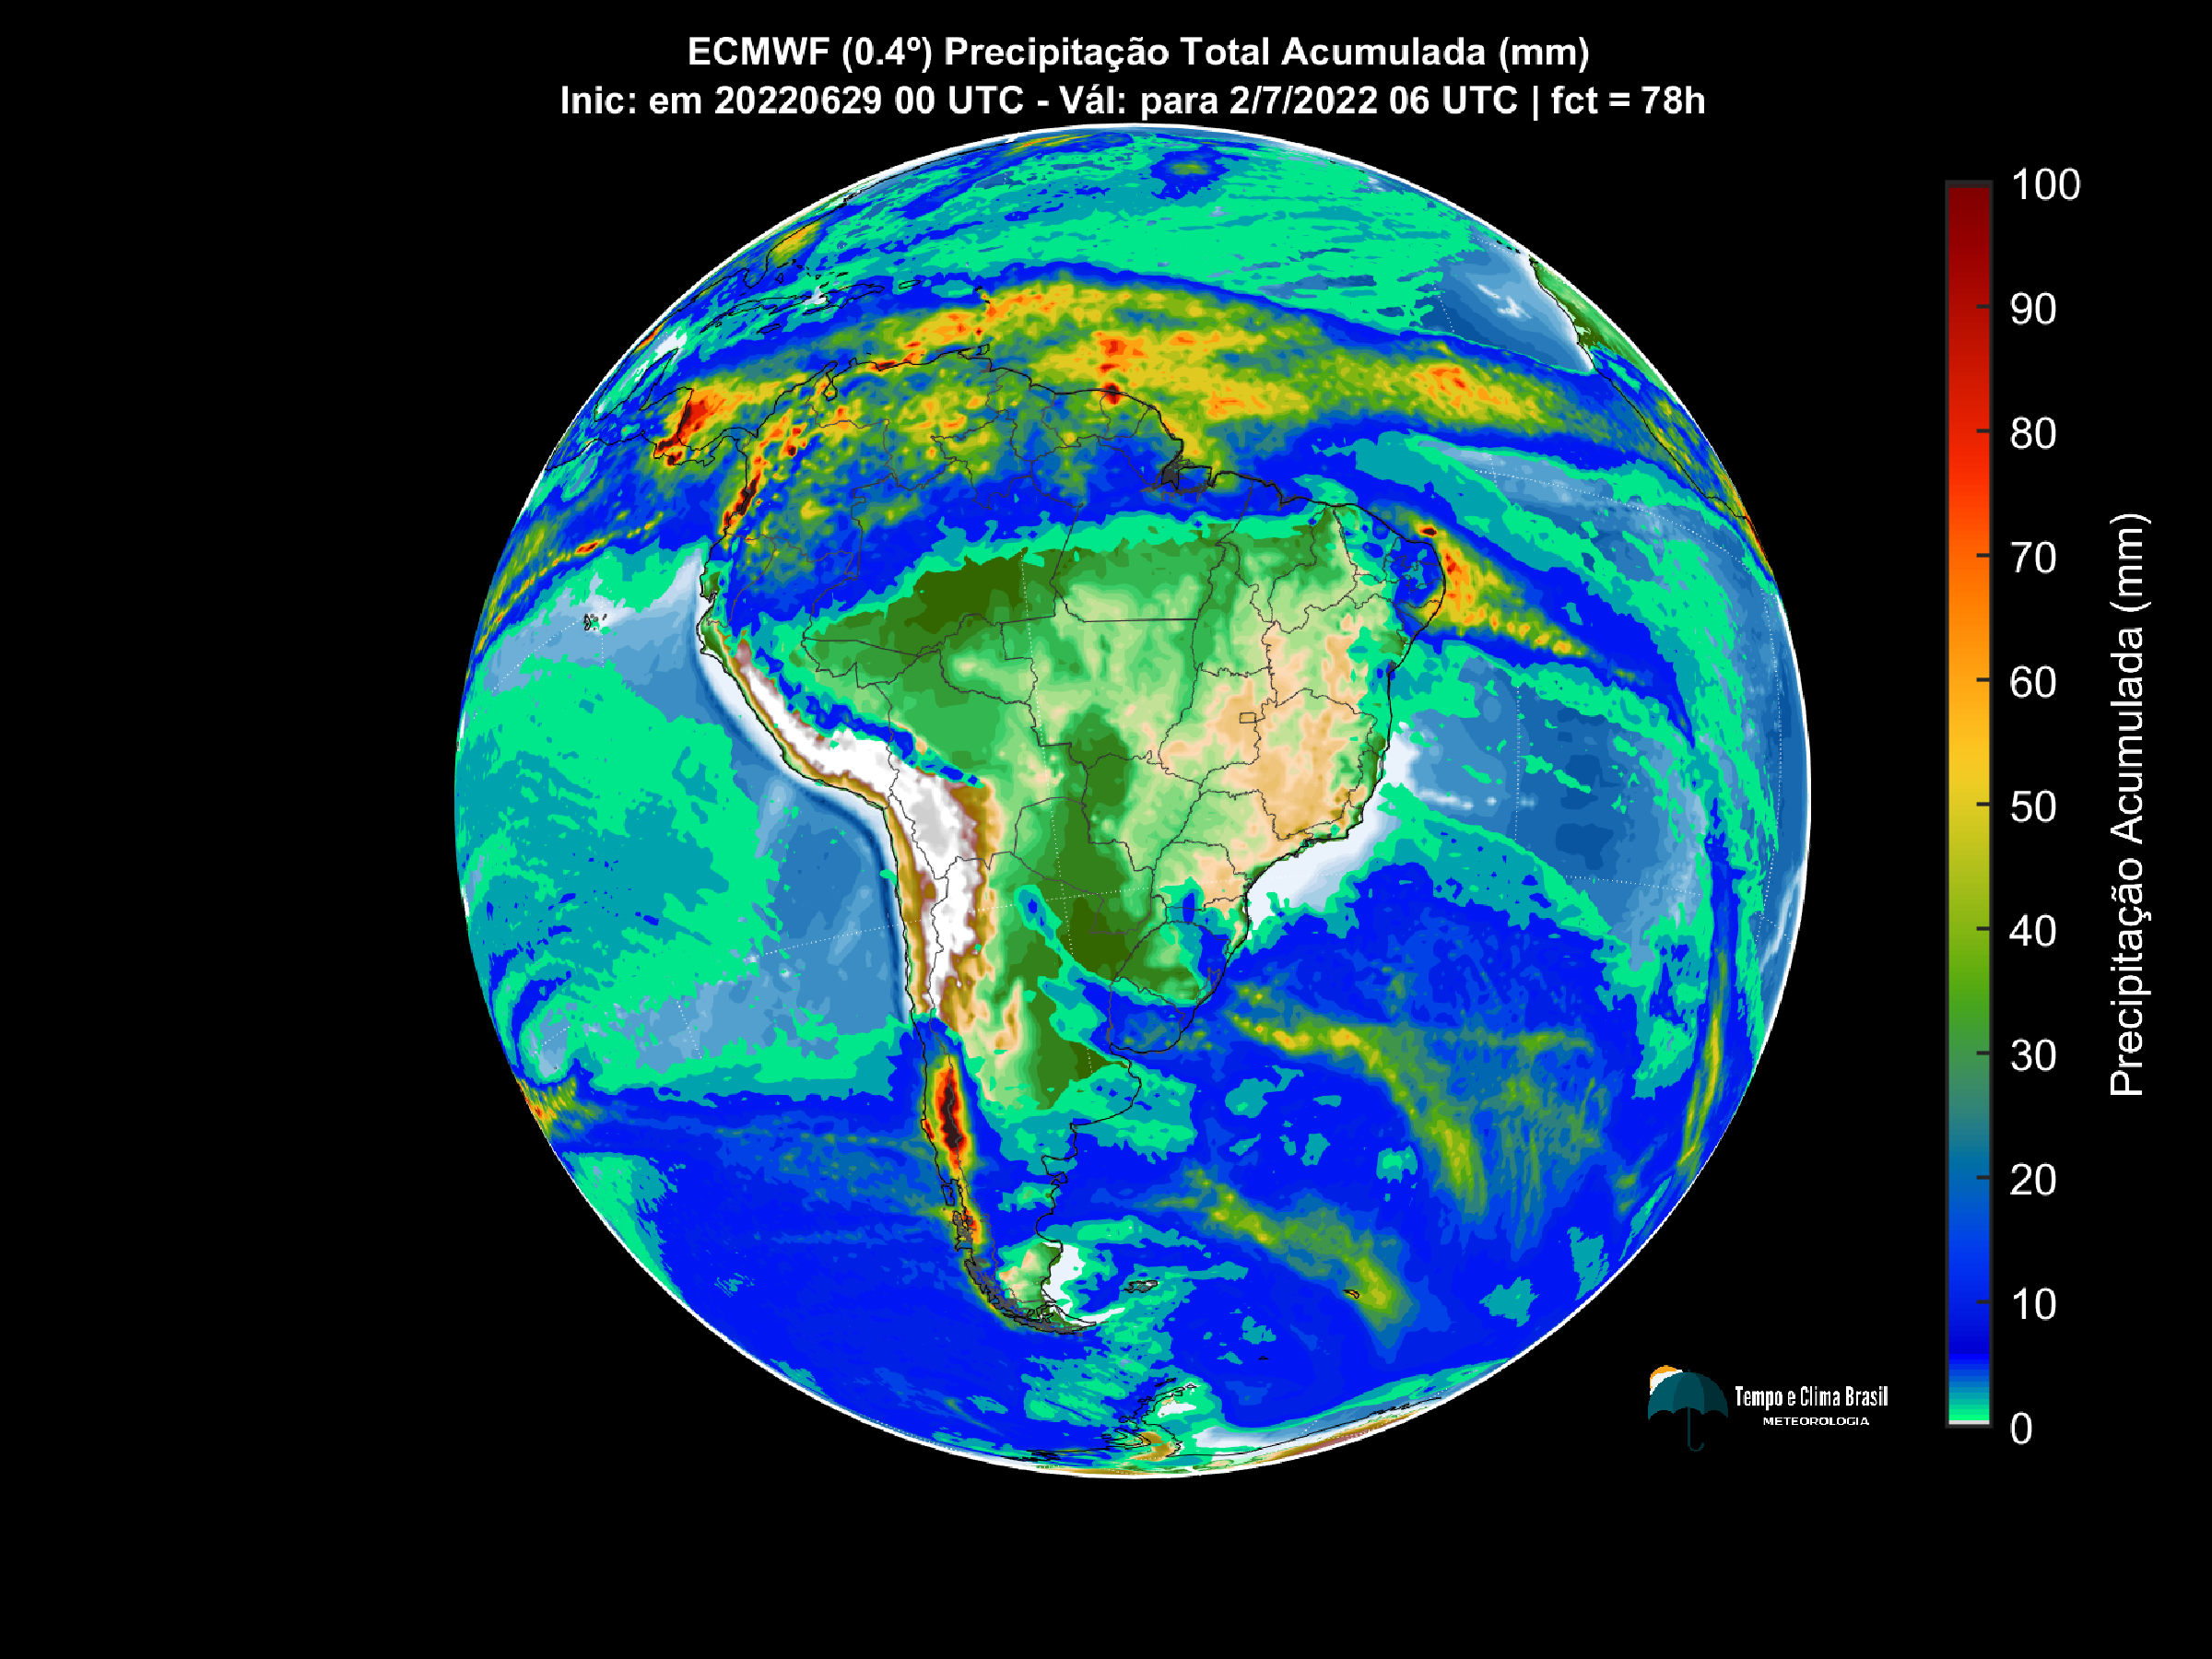 ECMWF (0.4º) Precipitação Total Acumulada (mm)
Inic: em 20220629 00 UTC - Vál: para 2/7/2022 06 UTC | fct = 78h
100
90
80
70
60
50
40
30
20
10
0
Precipitação Acumulada (mm)
Tempo e Clima Brasil
METEOROLOGIA